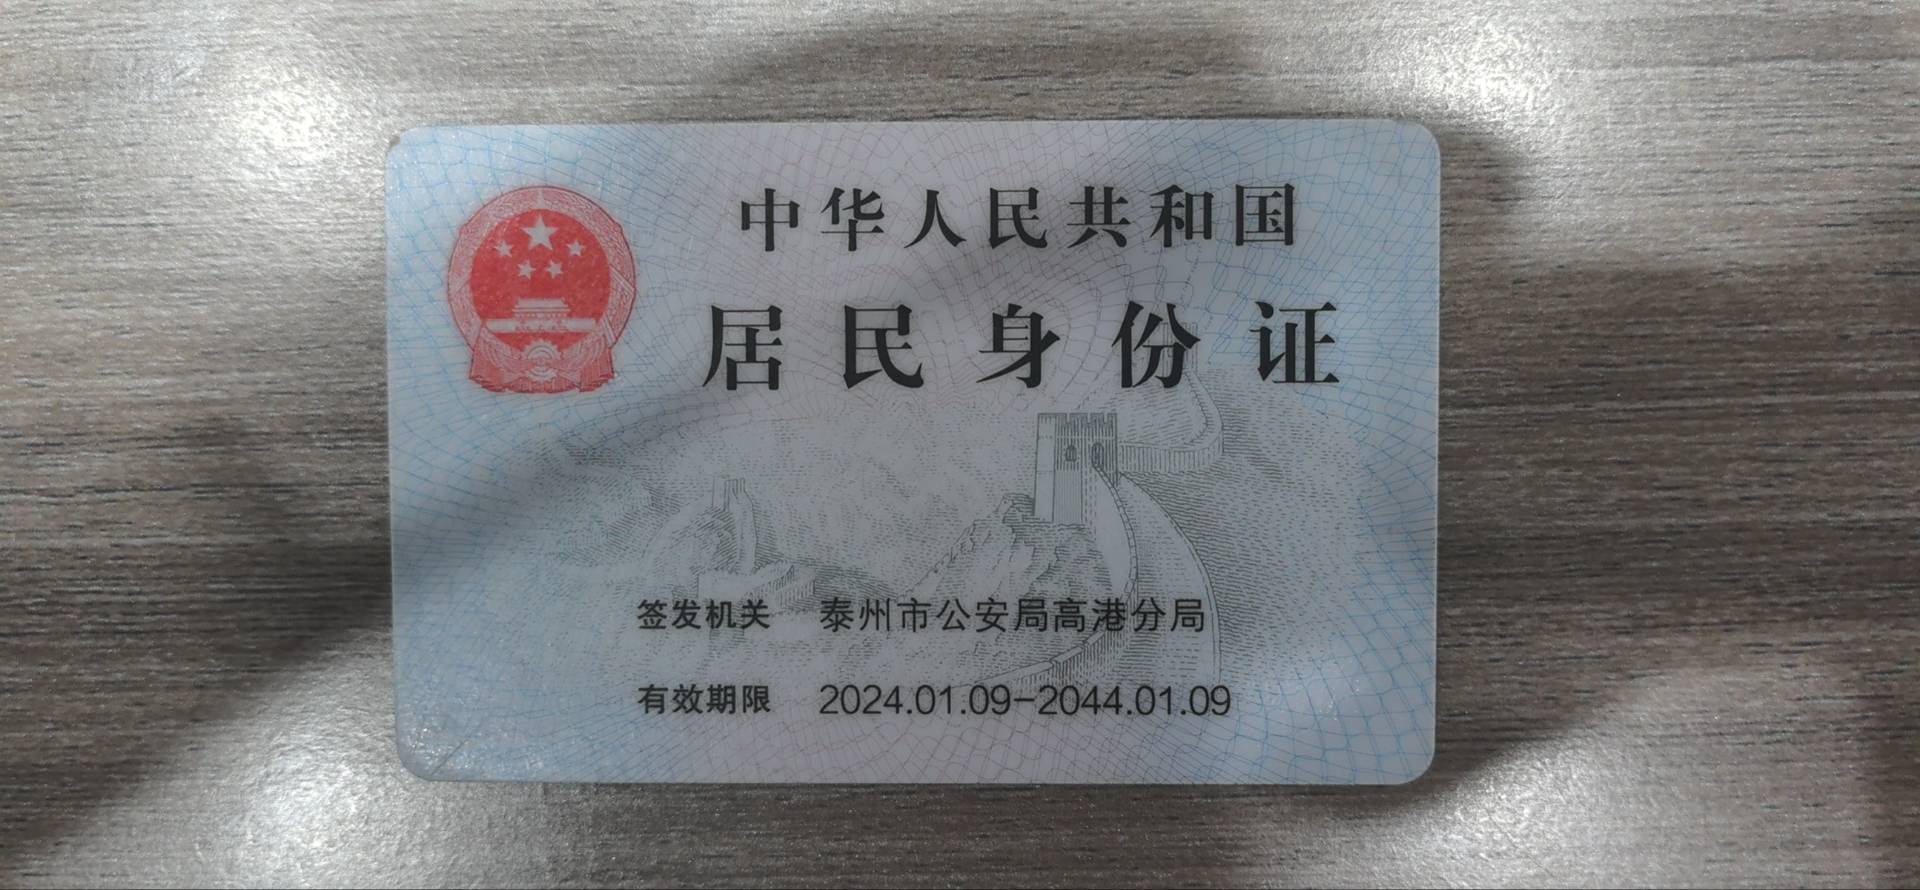 中华人民共和国
居民身份证
签发机关 泰州市公安局高港分局
有效期限 2024.01.09-2044.01.09